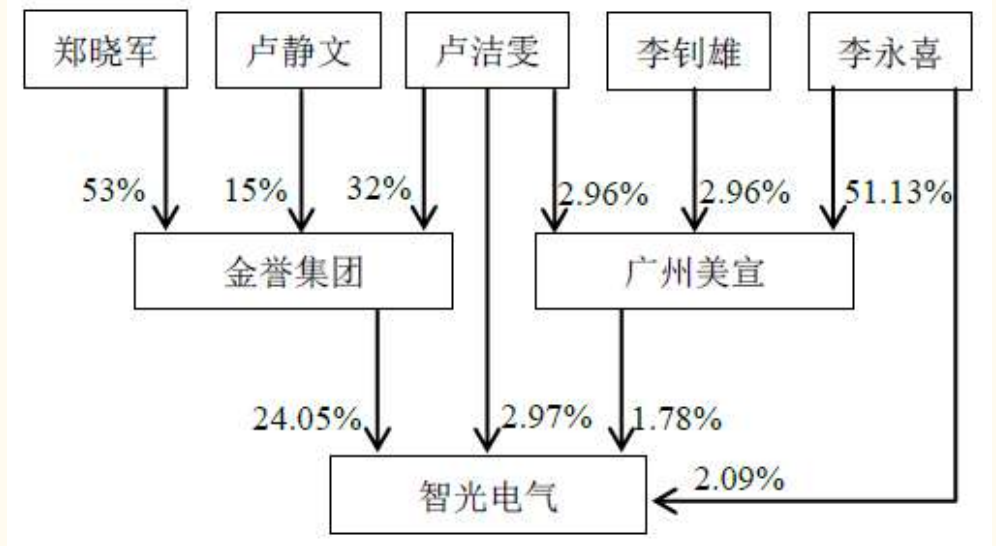 郑晓军
卢静文
卢洁雯
李钊雄
李永喜
53%
15%
32%
2.96%
2.96%
51.13%
金誉集团
广州美宣
24.05%
2.97%
1.78%
智光电气
2.09%